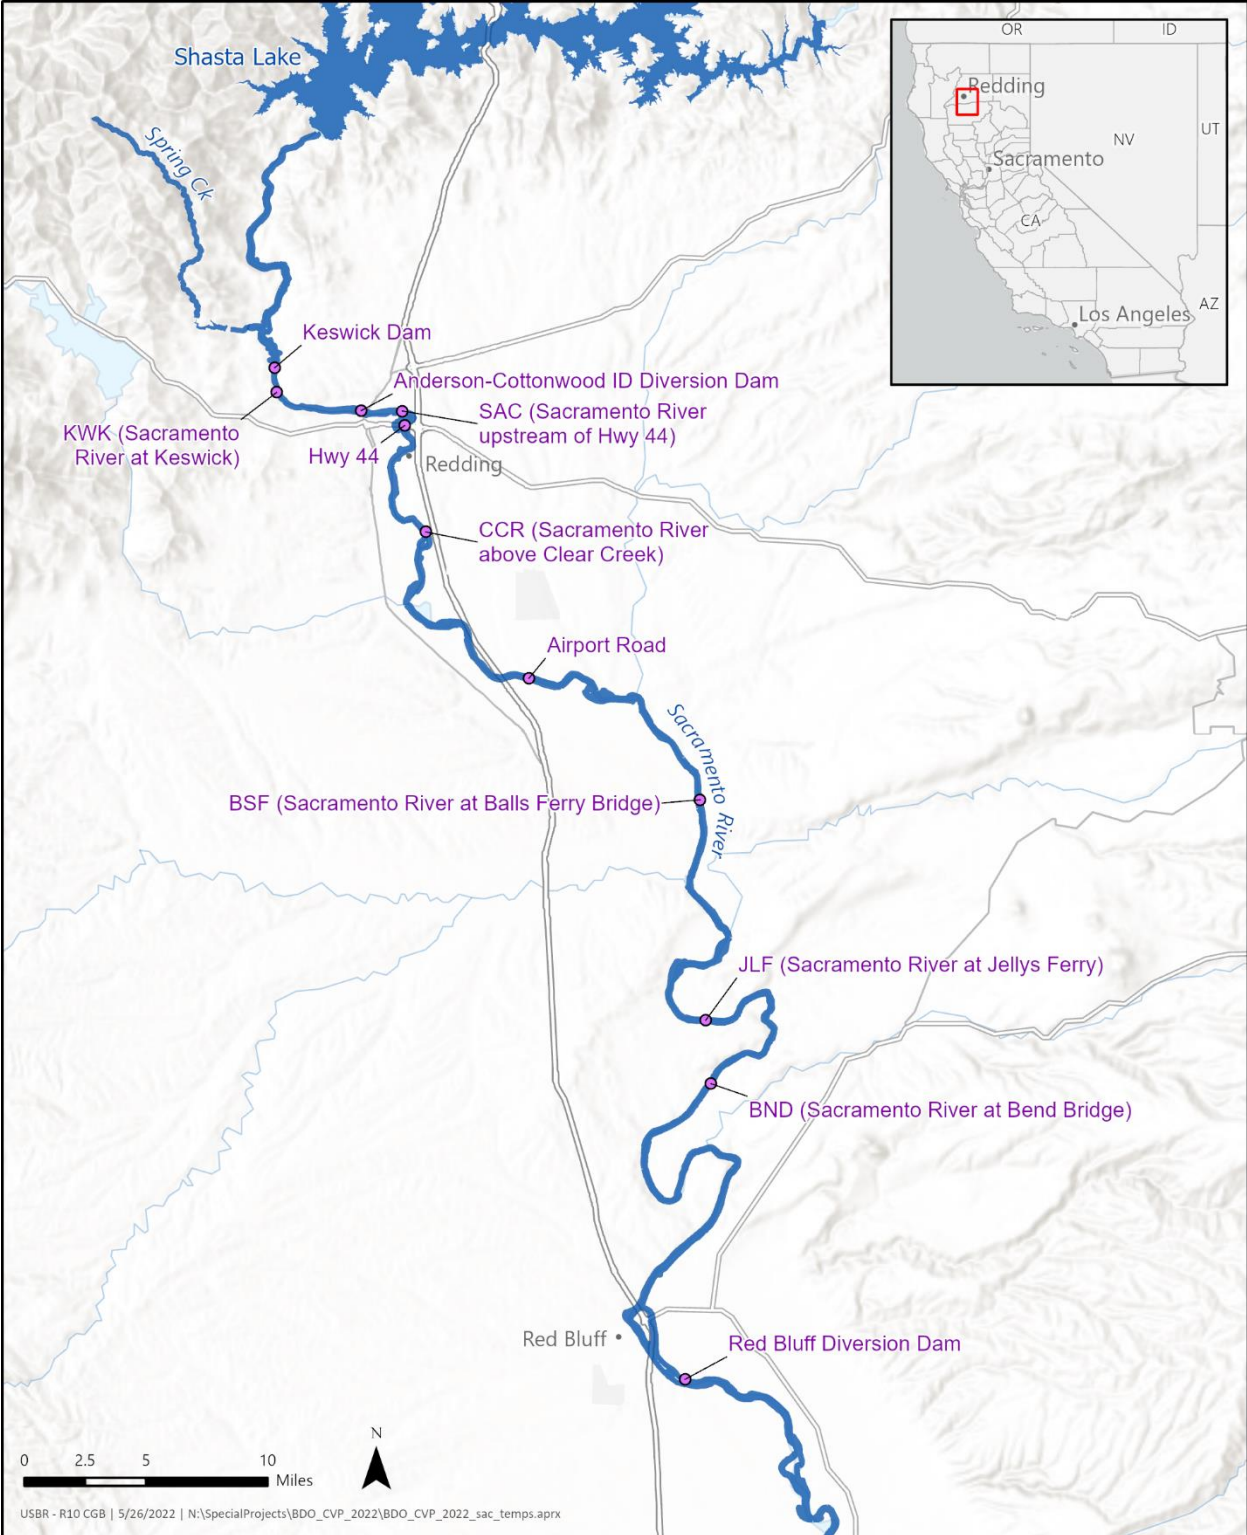 OR
ID
Shasta Lake
Redding
Spring Ck
UT
NV
Sacramento
CA
AZ
Los Angeles
Keswick Dam
Anderson-Cottonwood ID Diversion Dam
SAC (Sacramento River
upstream of Hwy 44)
KWK (Sacramento
River at Keswick)
Hwy 44
Redding
CCR (Sacramento River
above Clear Creek)
Airport Road
Sacramento River
BSF (Sacramento River at Balls Ferry Bridge)
JLF (Sacramento River at Jellys Ferry)
BND (Sacramento River at Bend Bridge)
Red Bluff
Red Bluff Diversion Dam
N
0 2.5 5 10
Miles
USBR - R10 CGB | 5/26/2022 | N:\SpecialProjects\BDO_CVP_2022\BDO_CVP_2022_sac_temps.aprx